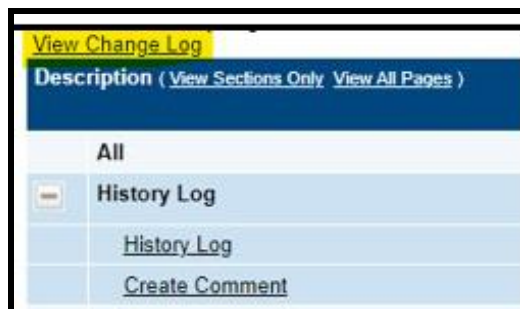 View Change Log
Description ( View Sections Only View All Pages )
All
History Log
History Log
Create Comment